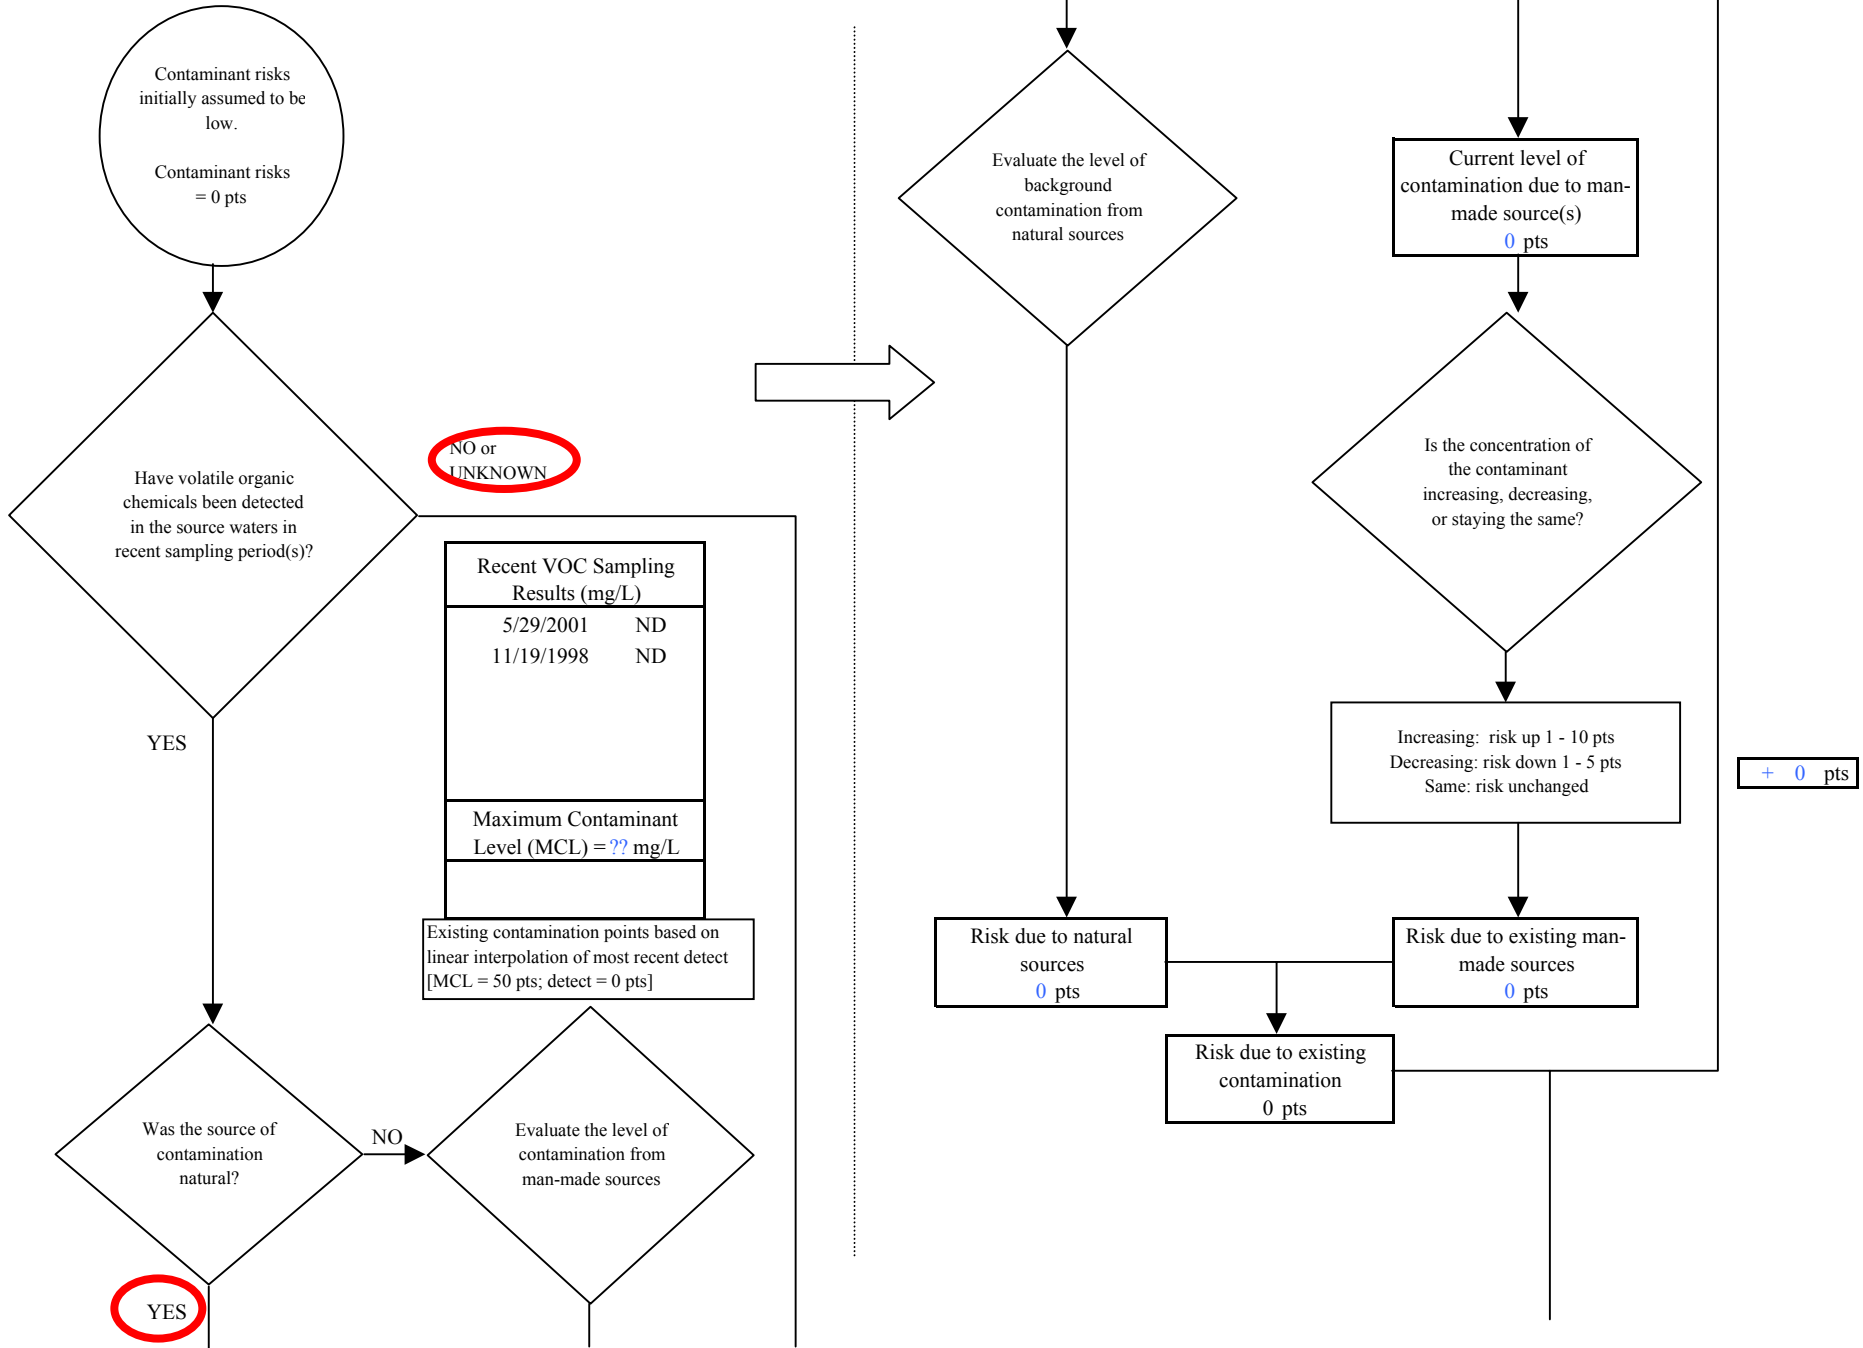 Contaminant risks
initially assumed to be
low.
Contaminant risks
= 0 pts
Have volatile organic
chemicals been detected
in the source waters in
recent sampling period(s)?
NO or
UNKNOWN
YES
Recent VOC Sampling
Results (mg/L)
5/29/2001 ND
11/19/1998 ND
Maximum Contaminant
Level (MCL) = ?? mg/L
Existing contamination points based on
linear interpolation of most recent detect
[MCL = 50 pts; detect = 0 pts]
Was the source of
contamination
natural?
NO
Evaluate the level of
contamination from
man-made sources
YES
Evaluate the level of
background
contamination from
natural sources
Current level of
contamination due to man-
made source(s)
0 pts
Is the concentration of
the contaminant
increasing, decreasing,
or staying the same?
Increasing: risk up 1 - 10 pts
Decreasing: risk down 1 - 5 pts
Same: risk unchanged
+ 0 pts
Risk due to natural
sources
0 pts
Risk due to existing man-
made sources
0 pts
Risk due to existing
contamination
0 pts